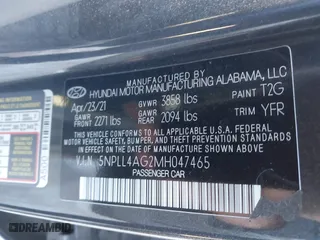 MANUFACTURED BY
HYUNDAI MOTOR MANUFACTURING ALABAMA, LLC
Apr/23/21 GVWR 3858 lbs PAINT T2G
GAWR FRONT 2271 lbs GAWR REAR 2094 lbs TRIM YFR
THIS VEHICLE CONFORMS TO ALL APPLICABLE FEDERAL MOTOR VEHICLE
SAFETY, BUMPER, AND THEFT PREVENTION STANDARDS
IN EFFECT ON THE DATE OF MANUFACTURE SHOWN ABOVE.
V.I.N. 5NPLL4AG2MH047465
PASSENGER CAR
DREAMBID